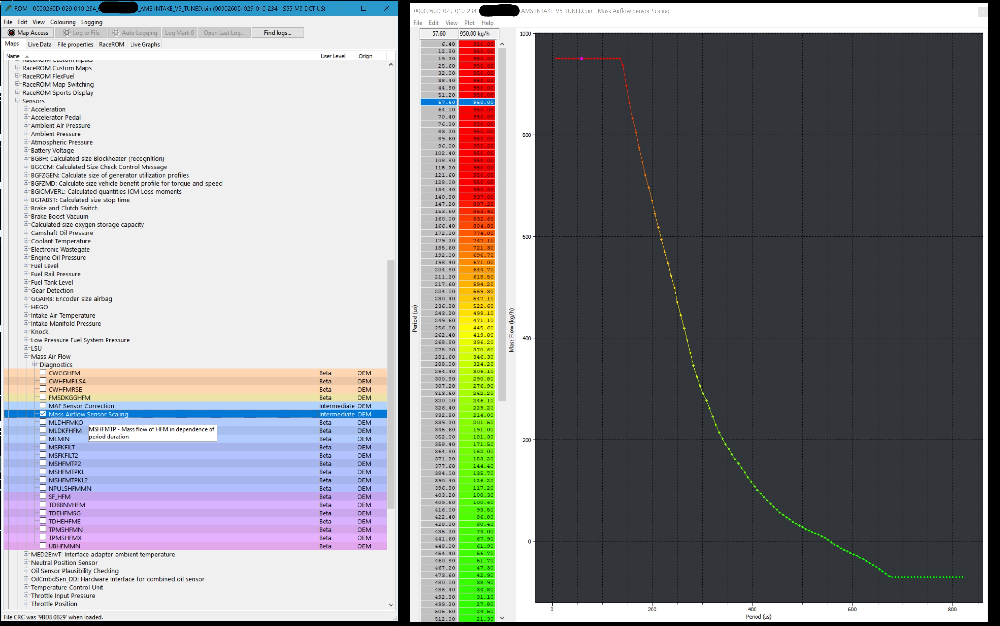 ROM - 0000260D-029-010-234_ _AMS INTAKE_V5_TUNED.bin (0000260D-029-010-234 - S55 M3 DCT US)
File Edit View Colouring Logging
Map Access Log to File Auto Logging Log Mark 0 Open Last Log... Find logs...
Maps Live Data File properties RaceROM Live Graphs
Name User Level Origin
RaceROM Custom Inputs
RaceROM Custom Maps
RaceROM FlexFuel
RaceROM Map Switching
RaceROM Sports Display
Sensors
Acceleration
Accelerator Pedal
Ambient Air Pressure
Ambient Pressure
Atmospheric Pressure
Battery Voltage
BGBH: Calculated size Blockheater (recognition)
BGCCM: Calculated Size Check Control Message
BGFZGEN: Calculate size of generator utilization profiles
BGFZMD: Calculate size vehicle benefit profile for torque and speed
BGICMVERL: Calculated quantities ICM Loss moments
BGTABST: Calculated size stop time
Brake and Clutch Switch
Brake Boost Vacuum
Calculated size oxygen storage capacity
Camshaft Oil Pressure
Coolant Temperature
Electronic Wastegate
Engine Oil Pressure
Fuel Level
Fuel Rail Pressure
Fuel Tank Level
Gear Detection
GGAIRB: Encoder size airbag
HEGO
Intake Air Temperature
Intake Manifold Pressure
Knock
Low Pressure Fuel System Pressure
LSU
Mass Air Flow
Diagnostics
CWGGHFM Beta OEM
CWHFMFILSA Beta OEM
CWHFMRSE Beta OEM
FMSDKGGHFM Beta OEM
MAF Sensor Correction Intermediate OEM
Mass Airflow Sensor Scaling Intermediate OEM
MLDHFMKO Beta OEM
MLDKFHFM Beta OEM
MLMIN Beta OEM
MSHFMTP - Mass flow of HFM in dependence of
period duration
MSFKFILT Beta OEM
MSFKFILT2 Beta OEM
MSHFMTP2 Beta OEM
MSHFMTPKL Beta OEM
MSHFMTPKL2 Beta OEM
NPULSHFMMN Beta OEM
SF_HFM Beta OEM
TDBBNVHFM Beta OEM
TDEHFMSG Beta OEM
TDHEHFME Beta OEM
TPMSHFMN Beta OEM
TPMSHFMX Beta OEM
UBHFMMN Beta OEM
MED2EnvT: Interface adapter ambient temperature
Neutral Position Sensor
Oil Sensor Plausibility Checking
OilCmbdSen_DD: Hardware Interface for combined oil sensor
Temperature Control Unit
Throttle Input Pressure
Throttle Position
File CRC was '9BD8 0B29' when loaded.
0000260D-029-010-234_ _AMS INTAKE_V5_TUNED.bin - Mass Airflow Sensor Scaling
File Edit View Plot Help
57.60 950.00 kg/h
6.40 950.00
12.80 950.00
19.20 950.00
25.60 950.00
32.00 950.00
38.40 950.00
44.80 950.00
51.20 950.00
57.60 950.00
64.00 950.00
70.40 950.00
76.80 950.00
83.20 950.00
89.60 950.00
96.00 950.00
102.40 950.00
108.80 950.00
115.20 950.00
121.60 950.00
128.00 950.00
134.40 950.00
140.80 937.00
147.20 897.20
153.60 863.40
160.00 832.60
166.40 804.80
172.80 774.80
179.20 747.10
185.60 721.30
192.00 696.70
198.40 671.00
204.80 644.70
211.20 618.50
217.60 594.20
224.00 569.30
230.40 547.10
236.80 522.60
243.20 499.10
249.60 471.10
256.00 445.60
262.40 419.80
268.80 396.20
275.20 370.60
281.60 346.30
288.00 324.20
294.40 306.10
300.80 290.80
307.20 276.90
313.60 262.20
320.00 246.10
326.40 229.20
332.80 214.00
339.20 201.50
345.60 191.00
352.00 181.30
358.40 171.50
364.80 162.00
371.20 153.20
377.60 144.40
384.00 135.70
390.40 126.20
396.80 117.20
403.20 108.30
409.60 100.60
416.00 93.50
422.40 86.80
428.80 80.40
435.20 74.00
441.60 67.90
448.00 61.90
454.40 56.70
460.80 51.70
467.20 47.30
473.60 42.90
480.00 38.90
486.40 34.80
492.80 31.10
499.20 27.80
505.60 24.50
512.00 21.30
Period (us)
Mass Flow (kg/h)
1000
800
600
400
200
0
0 200 400 600 800
Period (us)